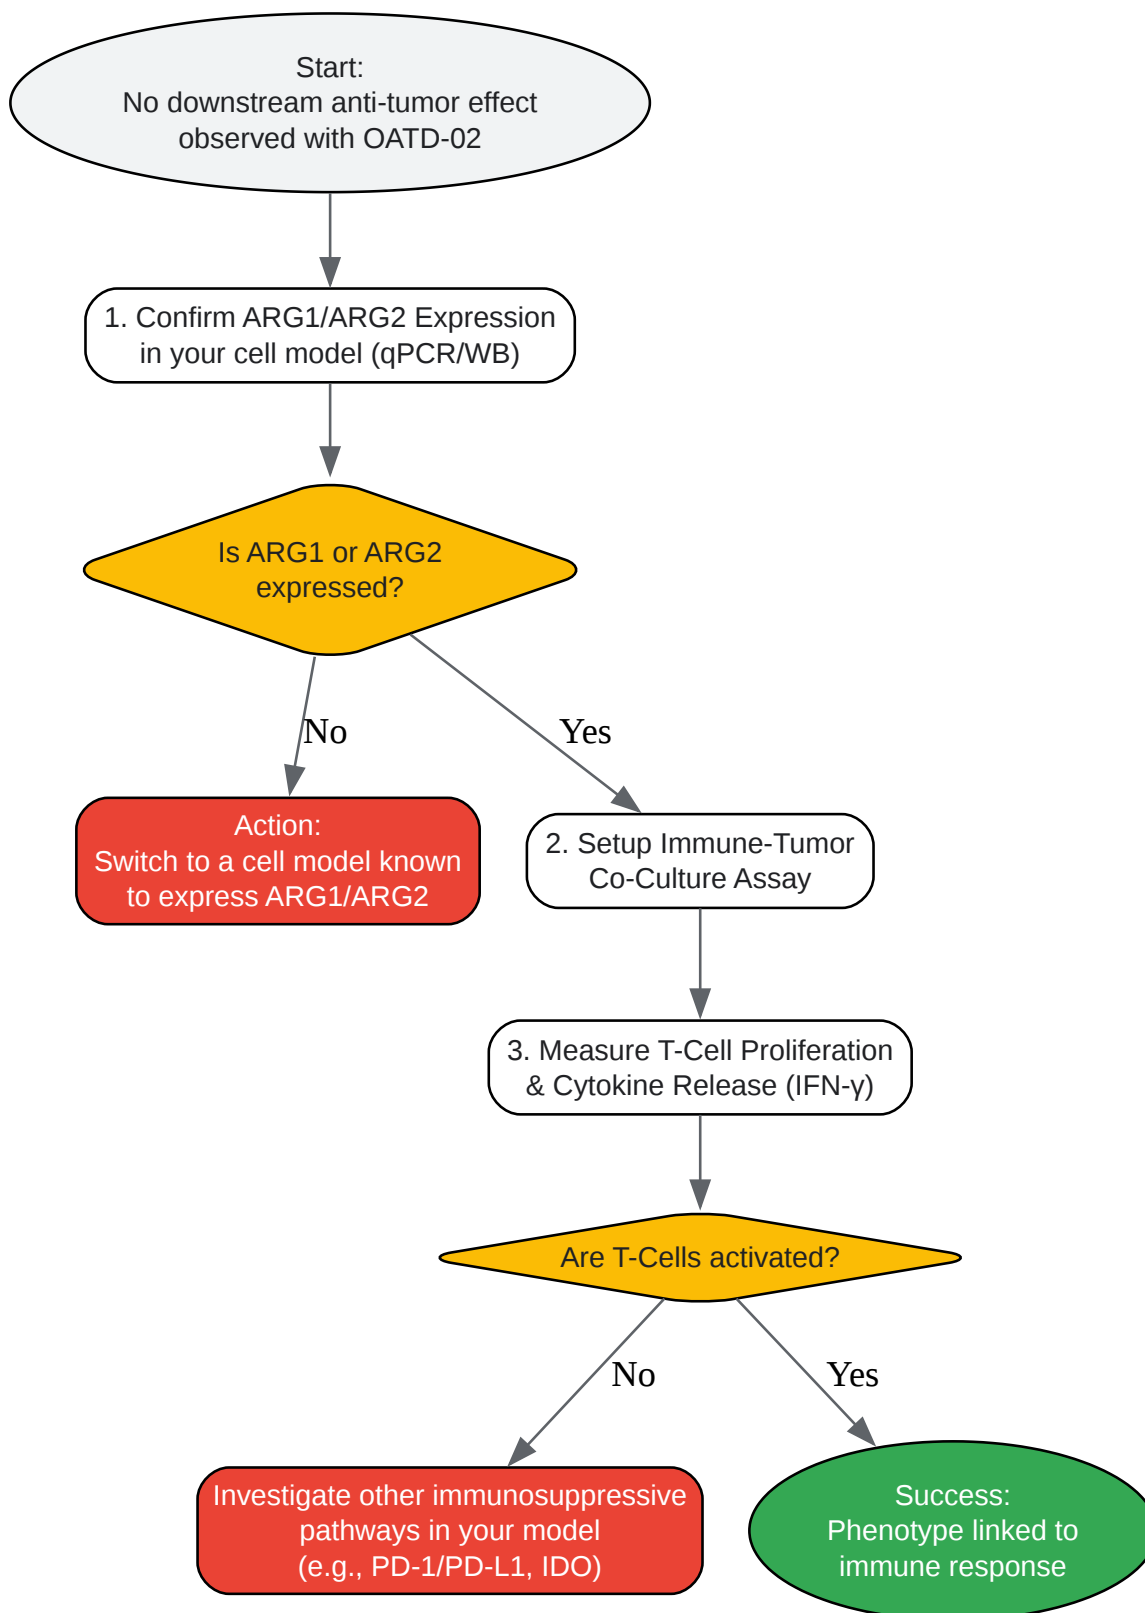 Start:
No downstream anti-tumor effect
observed with OATD-02
1. Confirm ARG1/ARG2 Expression
in your cell model (qPCR/WB)
Is ARG1 or ARG2
expressed?
No
Yes
Action:
Switch to a cell model known
to express ARG1/ARG2
2. Setup Immune-Tumor
Co-Culture Assay
3. Measure T-Cell Proliferation
& Cytokine Release (IFN-γ)
Are T-Cells activated?
No
Yes
Investigate other immunosuppressive
pathways in your model
(e.g., PD-1/PD-L1, IDO)
Success:
Phenotype linked to
immune response